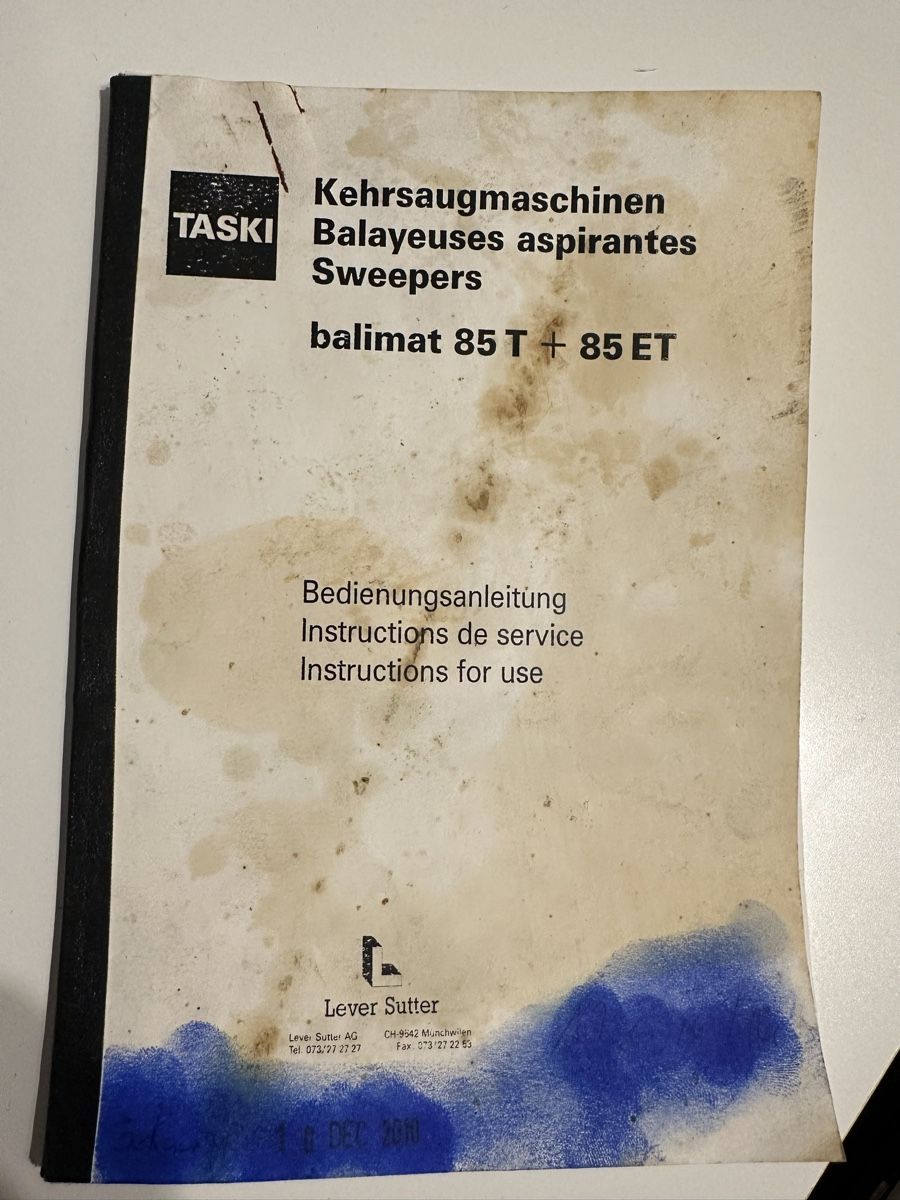 TASKI
Kehrsaugmaschinen
Balayeuses aspirantes
Sweepers
balimat 85 T + 85 ET
Bedienungsanleitung
Instructions de service
Instructions for use
Lever Sutter
Lever Sutter AG CH-9542 Münchwilen
Tel. 073/27 27 27 Fax 073/27 22 53
DEC 2010